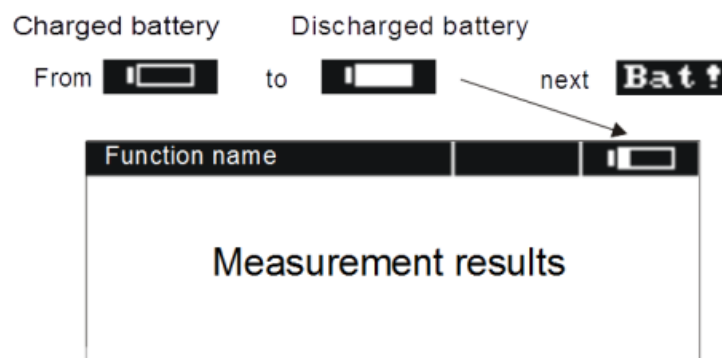 Charged battery Discharged battery
From to next Bat!
Function name
Measurement results